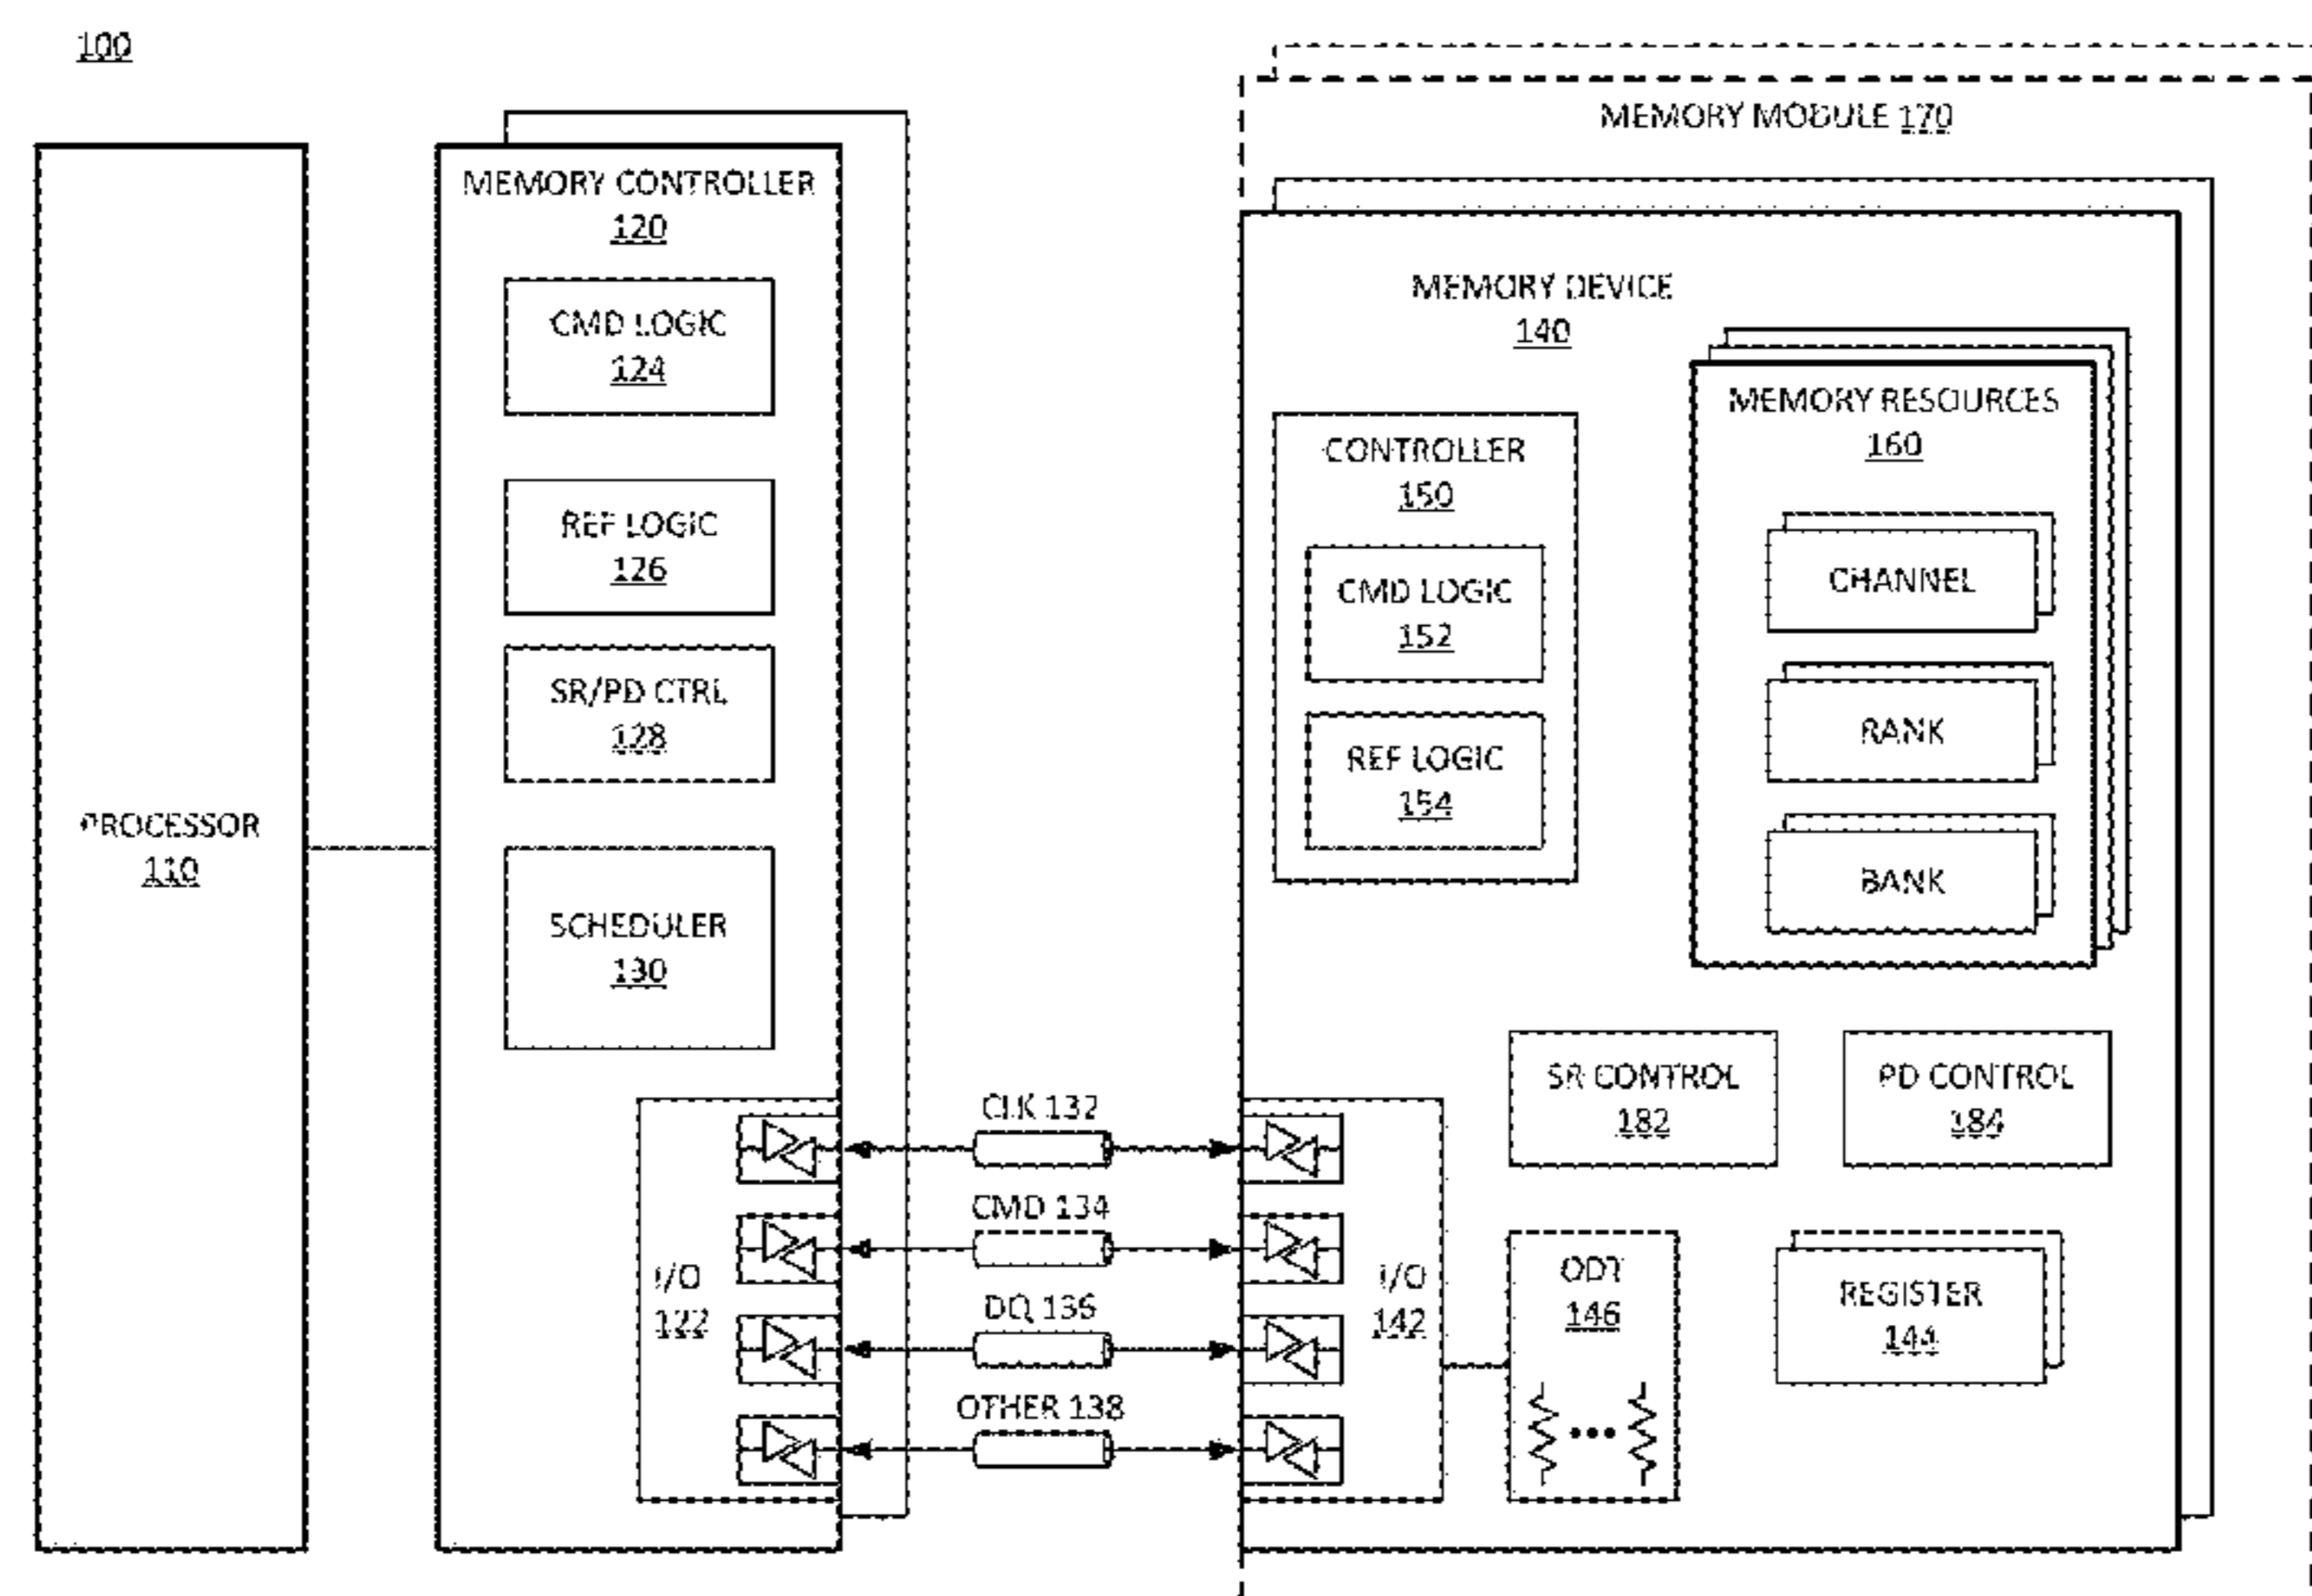 100
PROCESSOR
110
MEMORY CONTROLLER
120
CMD LOGIC
124
REF LOGIC
126
SR/PD CTRL
128
SCHEDULER
130
I/O
122
CLK 132
CMD 134
DQ 136
OTHER 138
MEMORY MODULE 170
MEMORY DEVICE
140
CONTROLLER
150
CMD LOGIC
152
REF LOGIC
154
MEMORY RESOURCES
160
CHANNEL
RANK
BANK
SR CONTROL
182
PD CONTROL
184
I/O
142
ODT
146
REGISTER
144